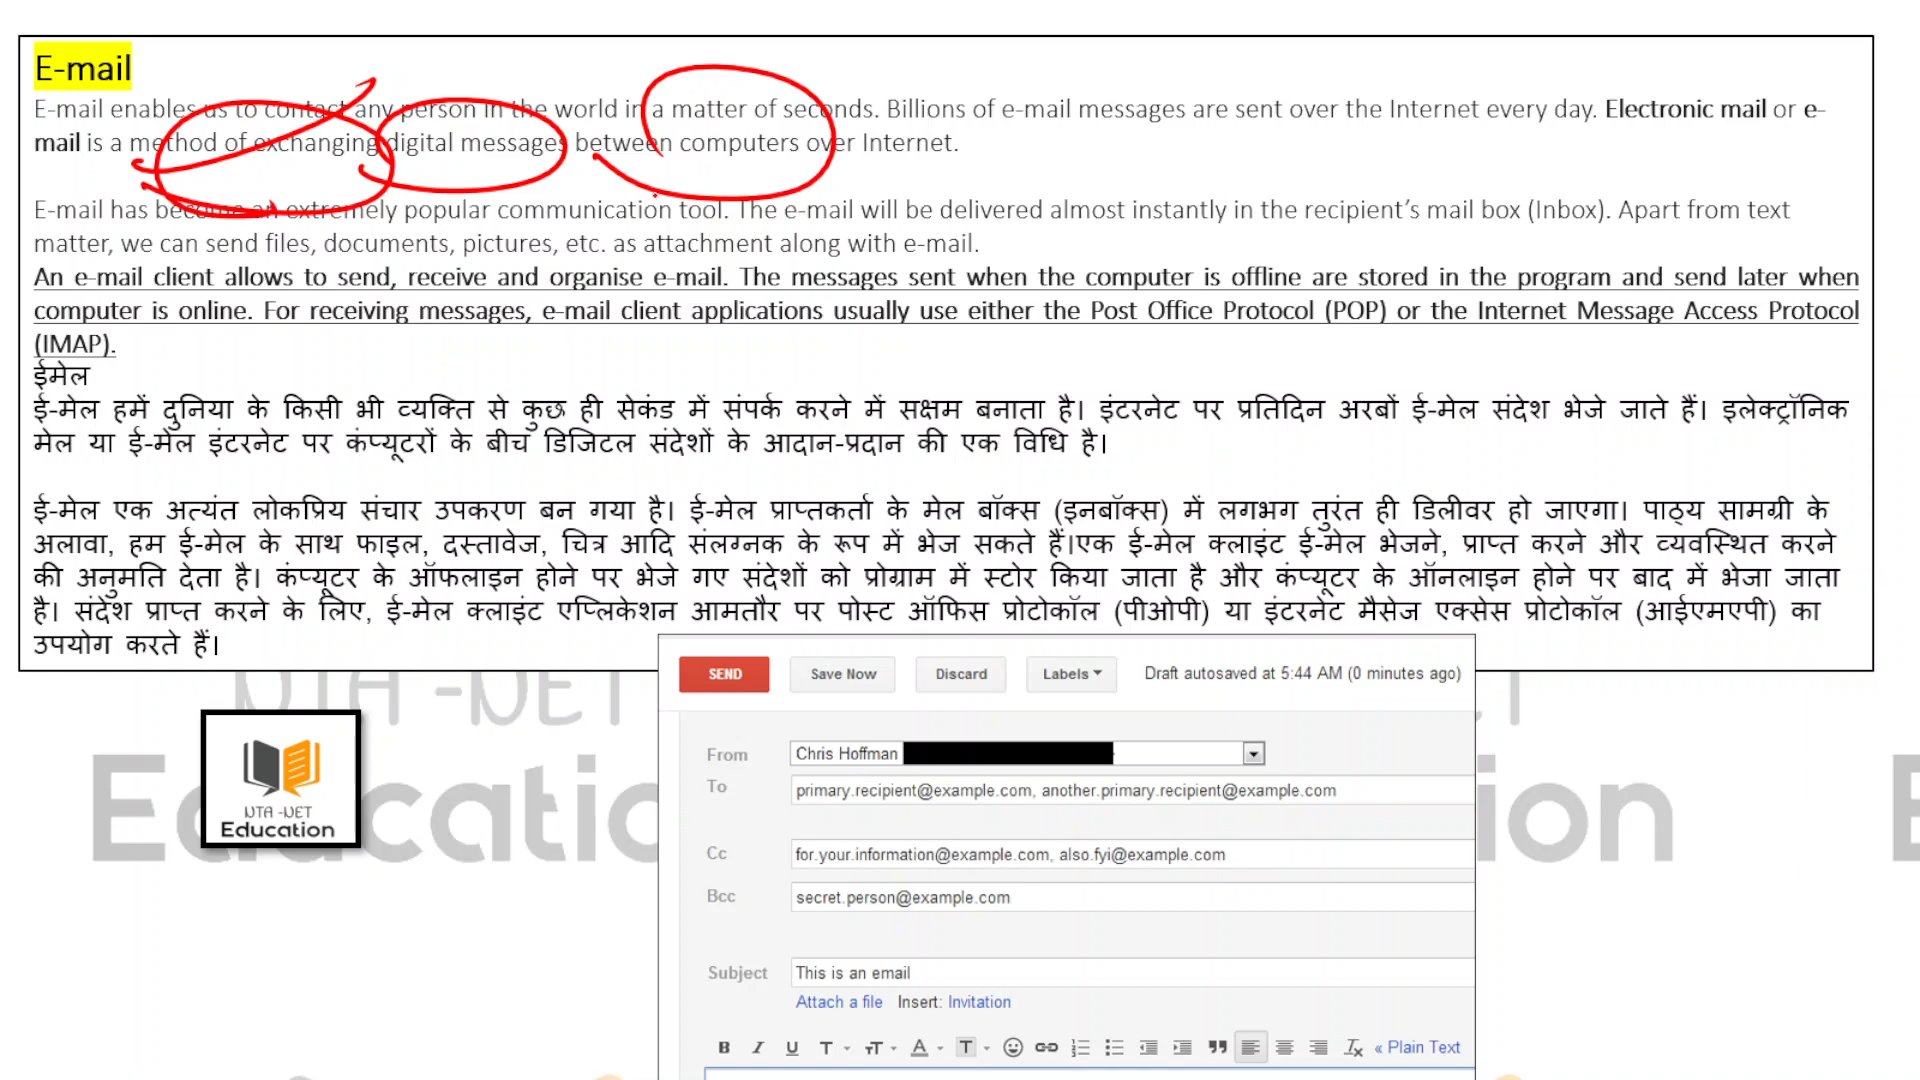 E-mail
E-mail enables us to contact any person in the world in a matter of seconds. Billions of e-mail messages are sent over the Internet every day. Electronic mail or e-
mail is a method of exchanging digital messages between computers over Internet.
E-mail has become an extremely popular communication tool. The e-mail will be delivered almost instantly in the recipient’s mail box (Inbox). Apart from text
matter, we can send files, documents, pictures, etc. as attachment along with e-mail.
An e-mail client allows to send, receive and organise e-mail. The messages sent when the computer is offline are stored in the program and send later when
computer is online. For receiving messages, e-mail client applications usually use either the Post Office Protocol (POP) or the Internet Message Access Protocol
(IMAP).
ईमेल
ई-मेल हमें दुनिया के किसी भी व्यक्ति से कुछ ही सेकंड में संपर्क करने में सक्षम बनाता है। इंटरनेट पर प्रतिदिन अरबों ई-मेल संदेश भेजे जाते हैं। इलेक्ट्रॉनिक
मेल या ई-मेल इंटरनेट पर कंप्यूटरों के बीच डिजिटल संदेशों के आदान-प्रदान की एक विधि है।
ई-मेल एक अत्यंत लोकप्रिय संचार उपकरण बन गया है। ई-मेल प्राप्तकर्ता के मेल बॉक्स (इनबॉक्स) में लगभग तुरंत ही डिलीवर हो जाएगा। पाठ्य सामग्री के
अलावा, हम ई-मेल के साथ फाइल, दस्तावेज, चित्र आदि संलग्नक के रूप में भेज सकते हैं।एक ई-मेल क्लाइंट ई-मेल भेजने, प्राप्त करने और व्यवस्थित करने
की अनुमति देता है। कंप्यूटर के ऑफलाइन होने पर भेजे गए संदेशों को प्रोग्राम में स्टोर किया जाता है और कंप्यूटर के ऑनलाइन होने पर बाद में भेजा जाता
है। संदेश प्राप्त करने के लिए, ई-मेल क्लाइंट एप्लिकेशन आमतौर पर पोस्ट ऑफिस प्रोटोकॉल (पीओपी) या इंटरनेट मैसेज एक्सेस प्रोटोकॉल (आईएमएपी) का
उपयोग करते हैं।
SEND Save Now Discard Labels Draft autosaved at 5:44 AM (0 minutes ago)
From Chris Hoffman
To primary.recipient@example.com, another.primary.recipient@example.com
Cc for.your.information@example.com, also.fyi@example.com
Bcc secret.person@example.com
Subject This is an email
Attach a file Insert: Invitation
B I U T tT A T « Plain Text
NTA -NET
Education